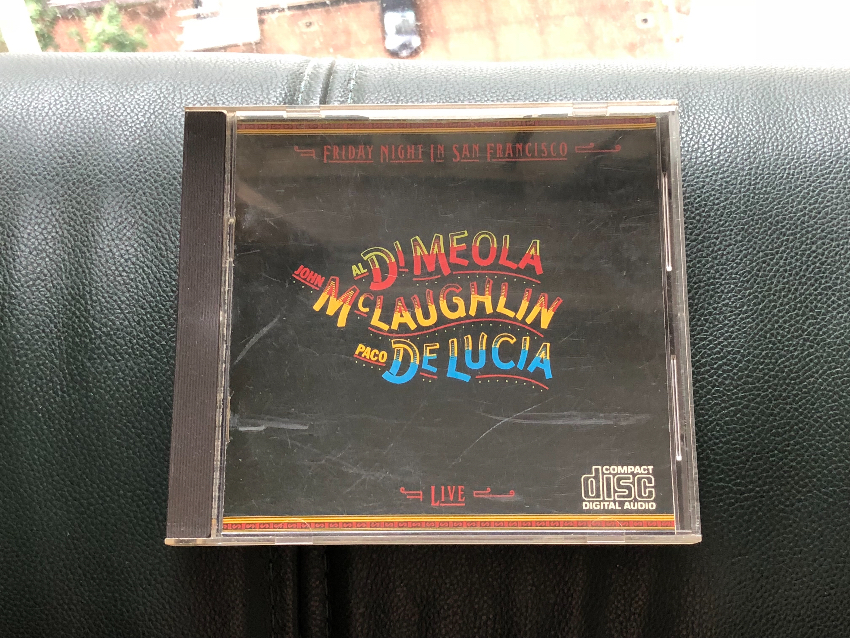 FRIDAY NIGHT IN SAN FRANCISCO
AL DI MEOLA
JOHN McLAUGHLIN
PACO DE LUCIA
LIVE
COMPACT
disc
DIGITAL AUDIO